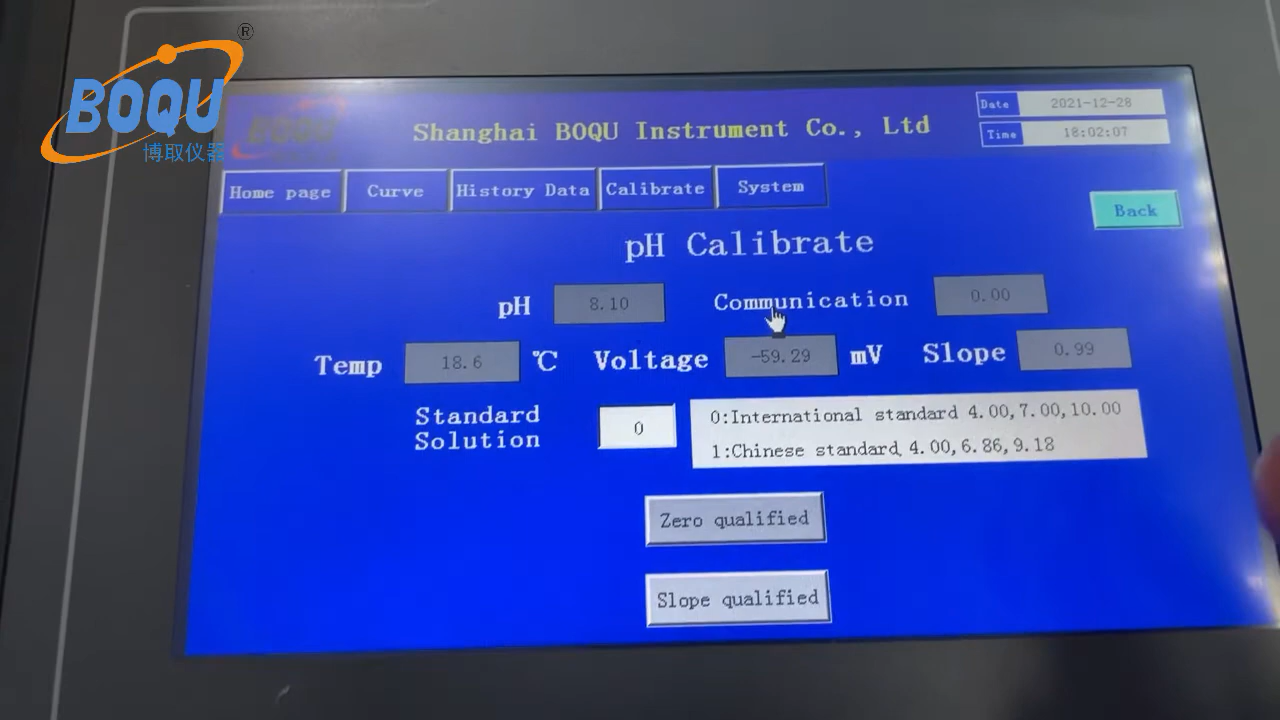 BOQU ®
博取仪器
BOQU
Shanghai BOQU Instrument Co., Ltd
Date 2021-12-28
Time 18:02:07
Home page Curve History Data Calibrate System
Back
pH Calibrate
pH 8.10 Communication 0.00
Temp 18.6 ℃ Voltage -59.29 mV Slope 0.99
Standard
Solution
0
0:International standard 4.00,7.00,10.00
1:Chinese standard 4.00,6.86,9.18
Zero qualified
Slope qualified